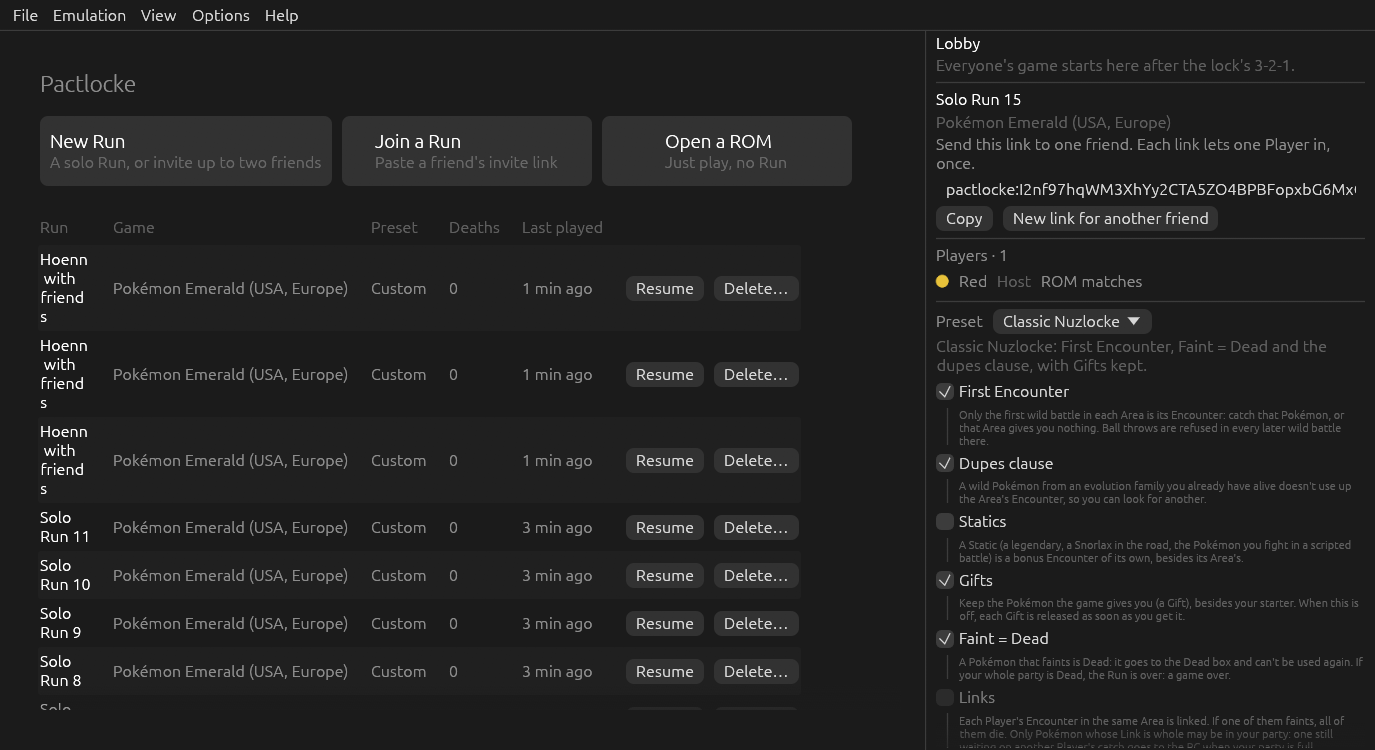 File Emulation View Options Help
Pactlocke
New Run
A solo Run, or invite up to two friends
Join a Run
Paste a friend's invite link
Open a ROM
Just play, no Run
Run Game Preset Deaths Last played
Hoenn
with
friend
s
Pokémon Emerald (USA, Europe) Custom 0 1 min ago Resume Delete…
Hoenn
with
friend
s
Pokémon Emerald (USA, Europe) Custom 0 1 min ago Resume Delete…
Hoenn
with
friend
s
Pokémon Emerald (USA, Europe) Custom 0 1 min ago Resume Delete…
Solo
Run 11
Pokémon Emerald (USA, Europe) Custom 0 3 min ago Resume Delete…
Solo
Run 10
Pokémon Emerald (USA, Europe) Custom 0 3 min ago Resume Delete…
Solo
Run 9
Pokémon Emerald (USA, Europe) Custom 0 3 min ago Resume Delete…
Solo
Run 8
Pokémon Emerald (USA, Europe) Custom 0 3 min ago Resume Delete…
Solo
Lobby
Everyone's game starts here after the lock's 3-2-1.
Solo Run 15
Pokémon Emerald (USA, Europe)
Send this link to one friend. Each link lets one Player in,
once.
pactlocke:I2nf97hqWM3XhYy2CTA5ZO4BPBFopxbG6Mx
Copy New link for another friend
Players · 1
Red Host ROM matches
Preset Classic Nuzlocke
Classic Nuzlocke: First Encounter, Faint = Dead and the
dupes clause, with Gifts kept.
First Encounter
Only the first wild battle in each Area is its Encounter: catch that Pokémon, or
that Area gives you nothing. Ball throws are refused in every later wild battle
there.
Dupes clause
A wild Pokémon from an evolution family you already have alive doesn't use up
the Area's Encounter, so you can look for another.
Statics
A Static (a legendary, a Snorlax in the road, the Pokémon you fight in a scripted
battle) is a bonus Encounter of its own, besides its Area's.
Gifts
Keep the Pokémon the game gives you (a Gift), besides your starter. When this is
off, each Gift is released as soon as you get it.
Faint = Dead
A Pokémon that faints is Dead: it goes to the Dead box and can't be used again. If
your whole party is Dead, the Run is over: a game over.
Links
Each Player's Encounter in the same Area is linked. If one of them faints, all of
them die. Only Pokémon whose Link is whole may be in your party: one still
waiting on another Player's catch goes to the PC when your party is full.